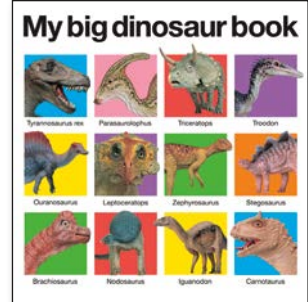 My big dinosaur book
Tyrannosaurus rex Parasaurolophus Triceratops Troodon
Ouranosaurus Leptoceratops Zephyrosaurus Stegosaurus
Brachiosaurus Nodosaurus Iguanodon Carnotaurus